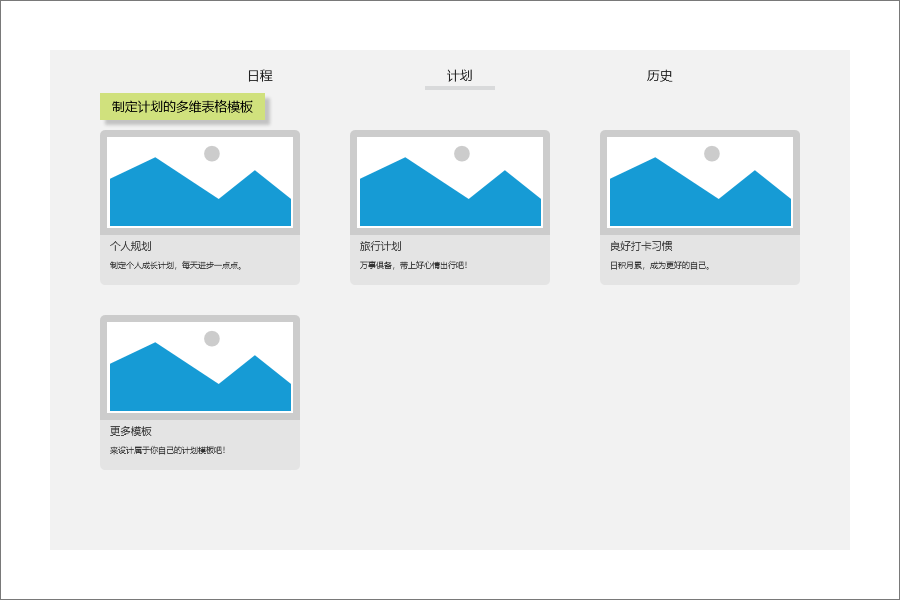 日程
计划
历史
制定计划的多维表格模板
个人规划
制定个人成长计划，每天进步一点点。
旅行计划
万事俱备，带上好心情出行吧!
良好打卡习惯
日积月累，成为更好的自己。
更多模板
来设计属于你自己的计划模板吧!